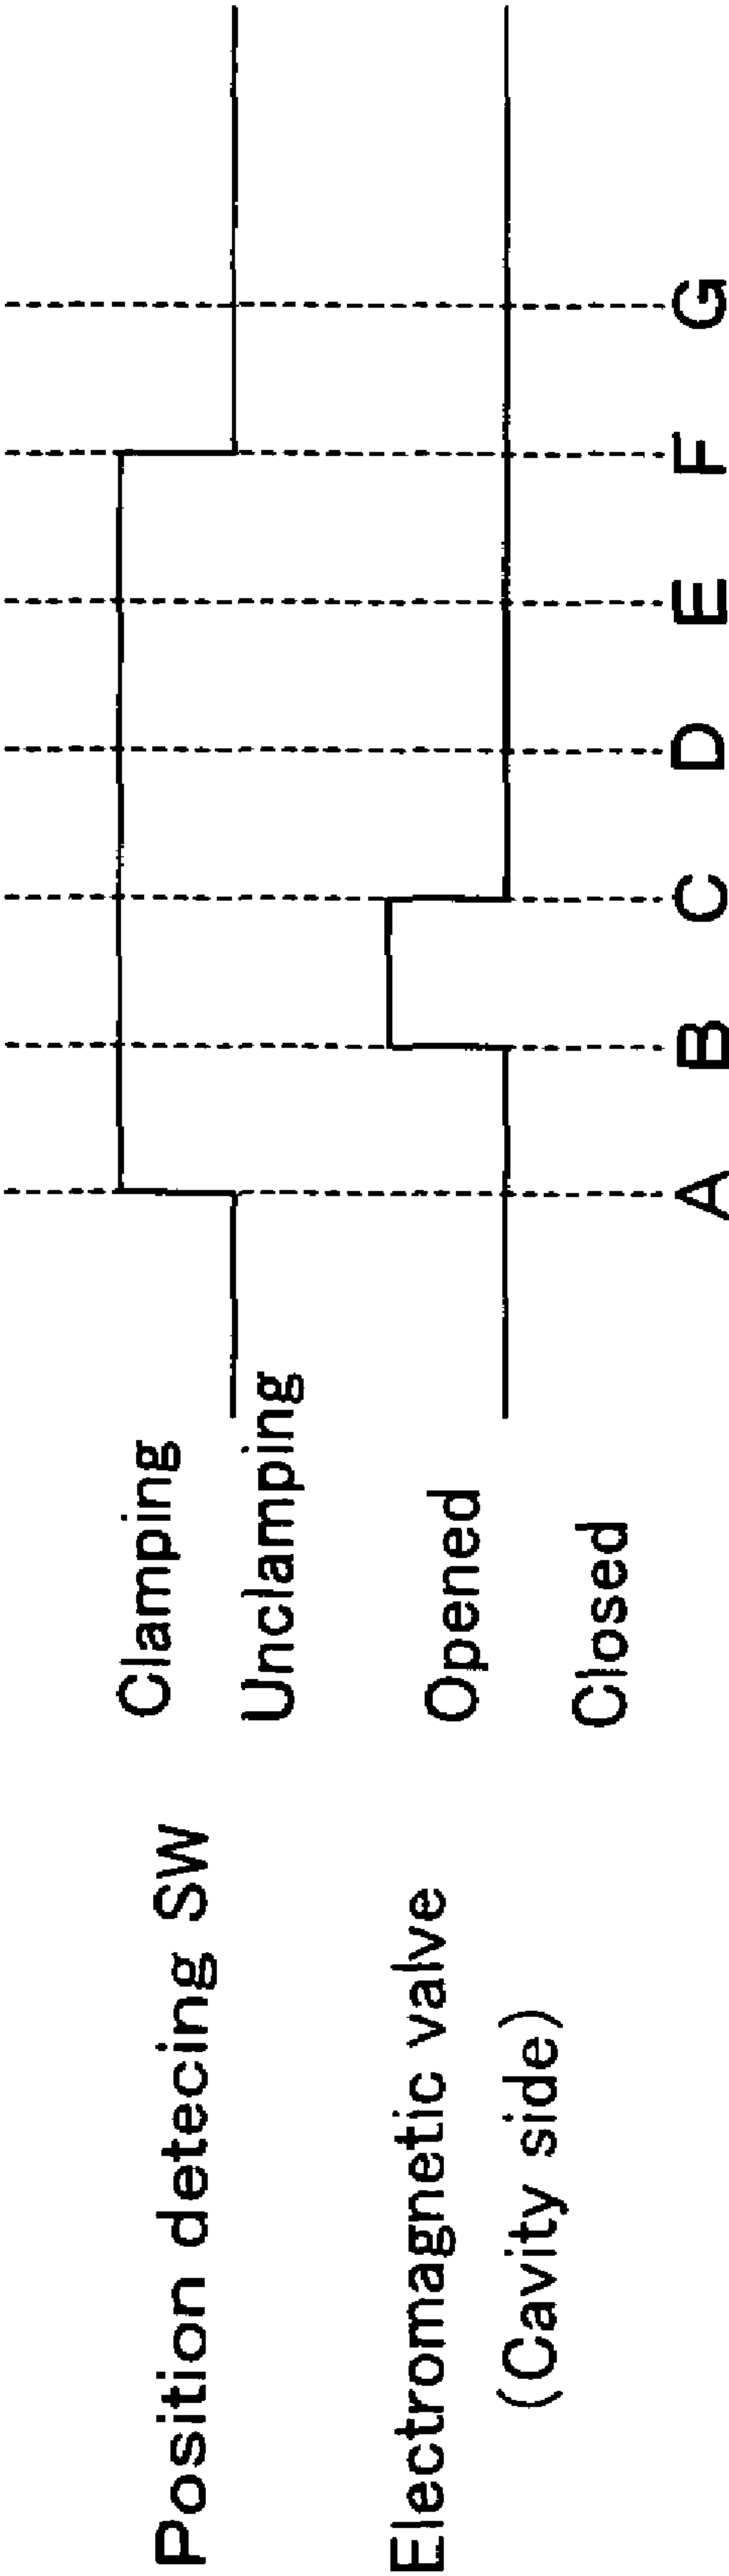 Position detecing SW
Clamping
Unclamping
Electromagnetic valve
(Cavity side)
Opened
Closed
A B C D E F G